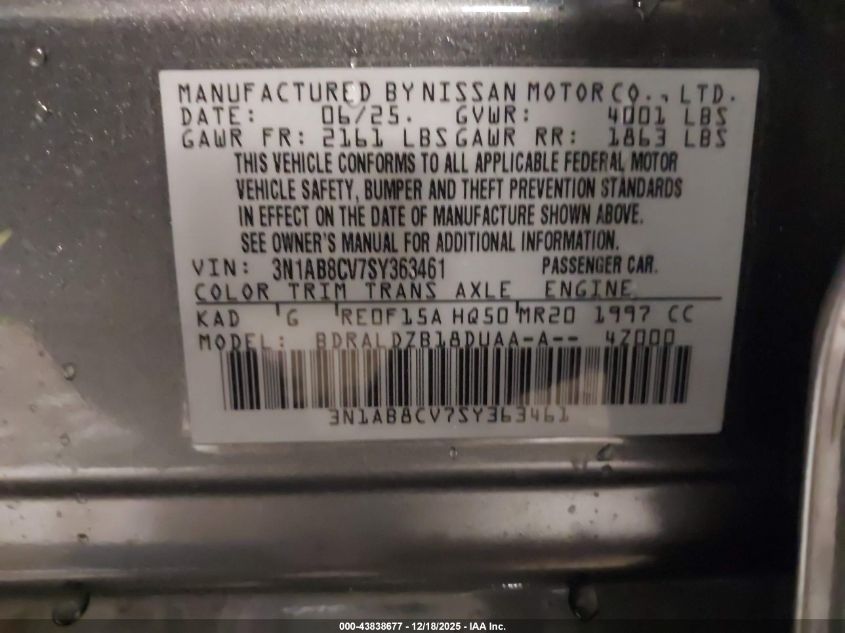 MANUFACTURED BY NISSAN MOTOR CO., LTD.
DATE: 06/25. GVWR: 4001 LBS
GAWR FR: 2161 LBS GAWR RR: 1863 LBS
THIS VEHICLE CONFORMS TO ALL APPLICABLE FEDERAL MOTOR
VEHICLE SAFETY, BUMPER AND THEFT PREVENTION STANDARDS
IN EFFECT ON THE DATE OF MANUFACTURE SHOWN ABOVE.
SEE OWNER'S MANUAL FOR ADDITIONAL INFORMATION.
VIN: 3N1AB8CV7SY363461 PASSENGER CAR.
COLOR TRIM TRANS AXLE ENGINE
KAD G RE0F15A HQ50 MR20 1997 CC
MODEL: BDRALDZB18DUAA-A-- 4Z000
3N1AB8CV7SY363461
000-43838677 - 12/18/2025 - IAA Inc.